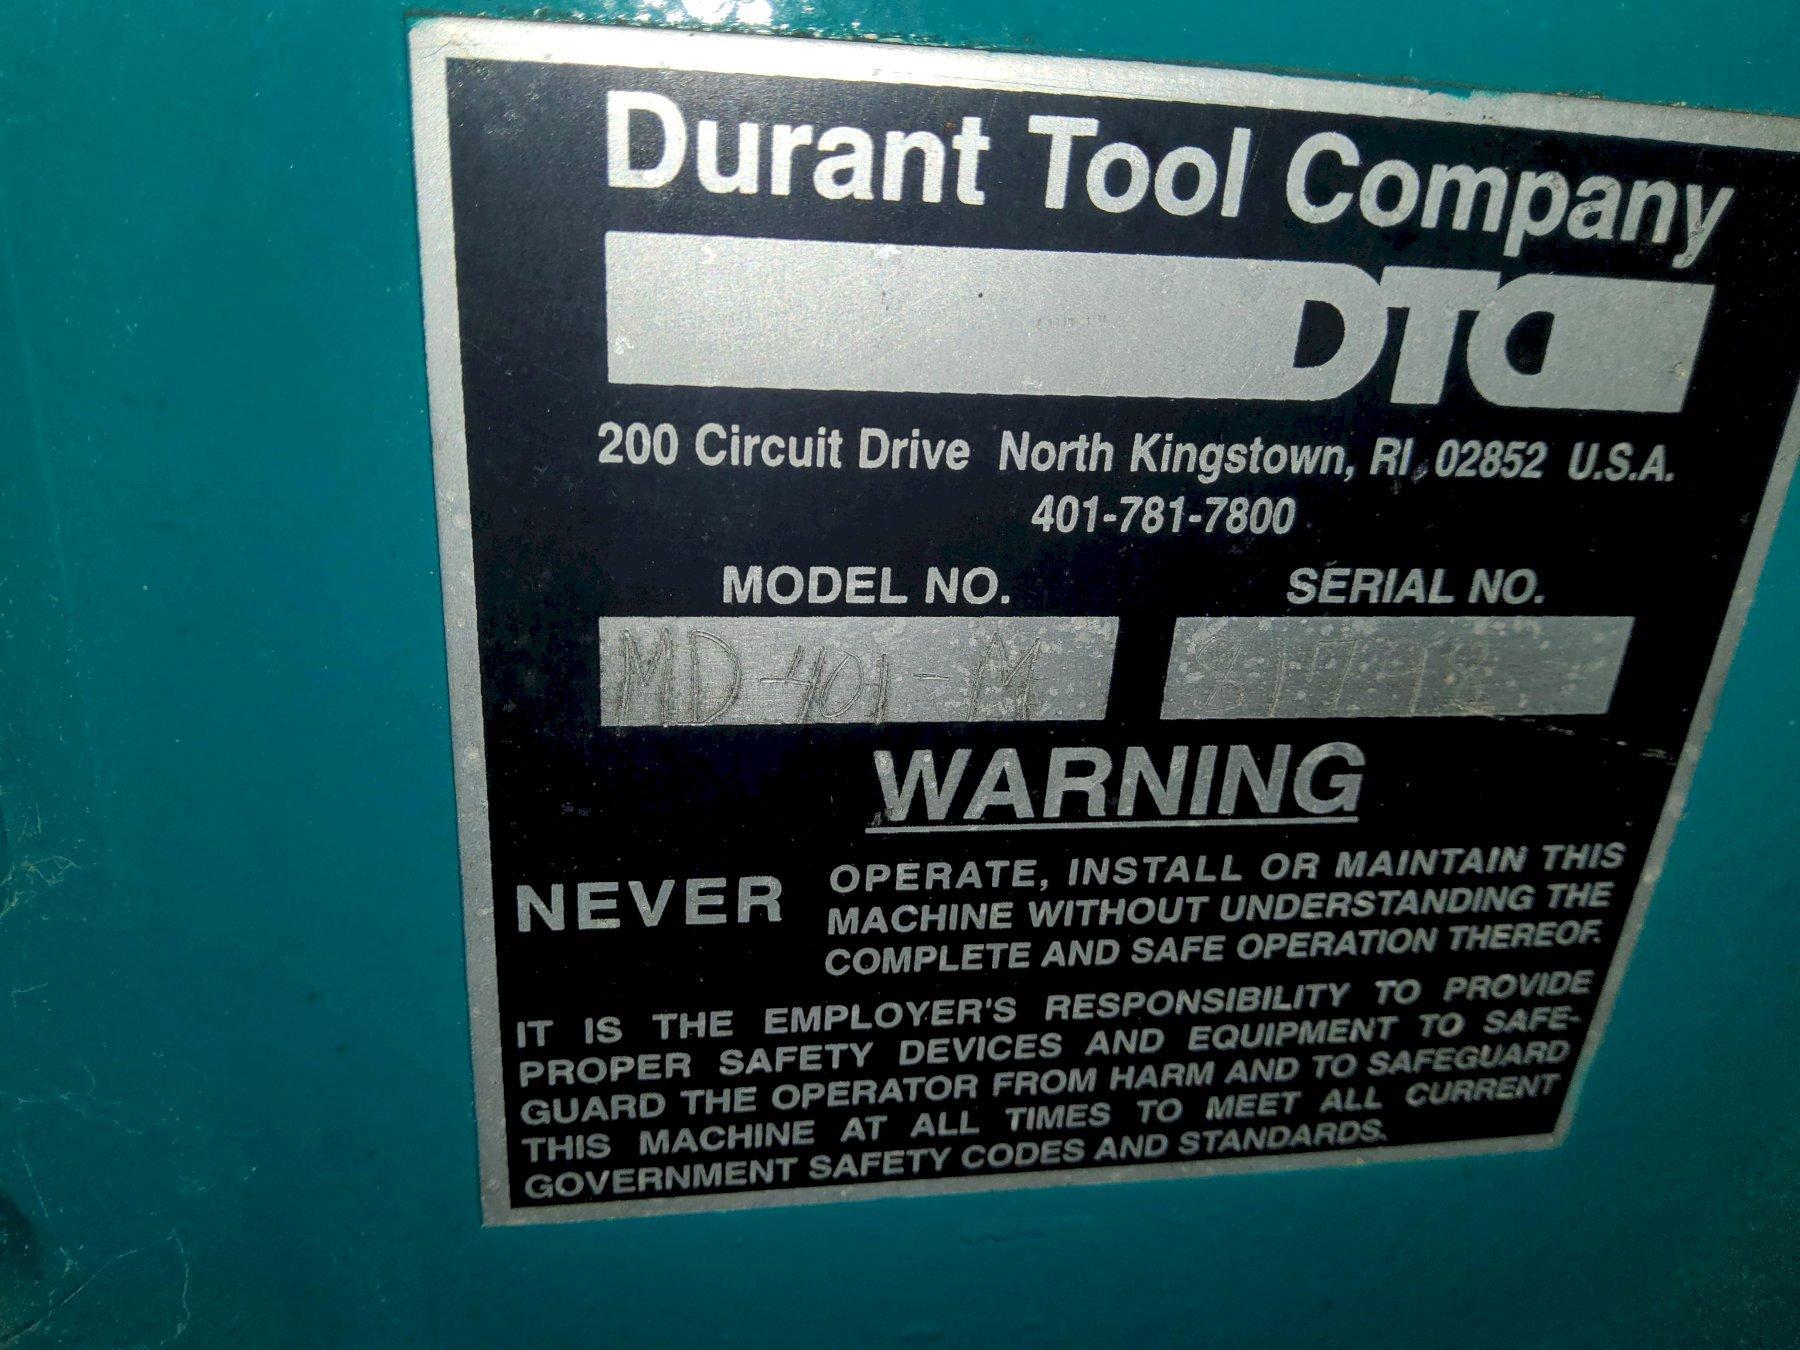 Durant Tool Company
DTC
200 Circuit Drive North Kingstown, RI 02852 U.S.A.
401-781-7800
MODEL NO. SERIAL NO.
MD-401-M 81798
WARNING
NEVER OPERATE, INSTALL OR MAINTAIN THIS
MACHINE WITHOUT UNDERSTANDING THE
COMPLETE AND SAFE OPERATION THEREOF.
IT IS THE EMPLOYER'S RESPONSIBILITY TO PROVIDE
PROPER SAFETY DEVICES AND EQUIPMENT TO SAFE-
GUARD THE OPERATOR FROM HARM AND TO SAFEGUARD
THIS MACHINE AT ALL TIMES TO MEET ALL CURRENT
GOVERNMENT SAFETY CODES AND STANDARDS.